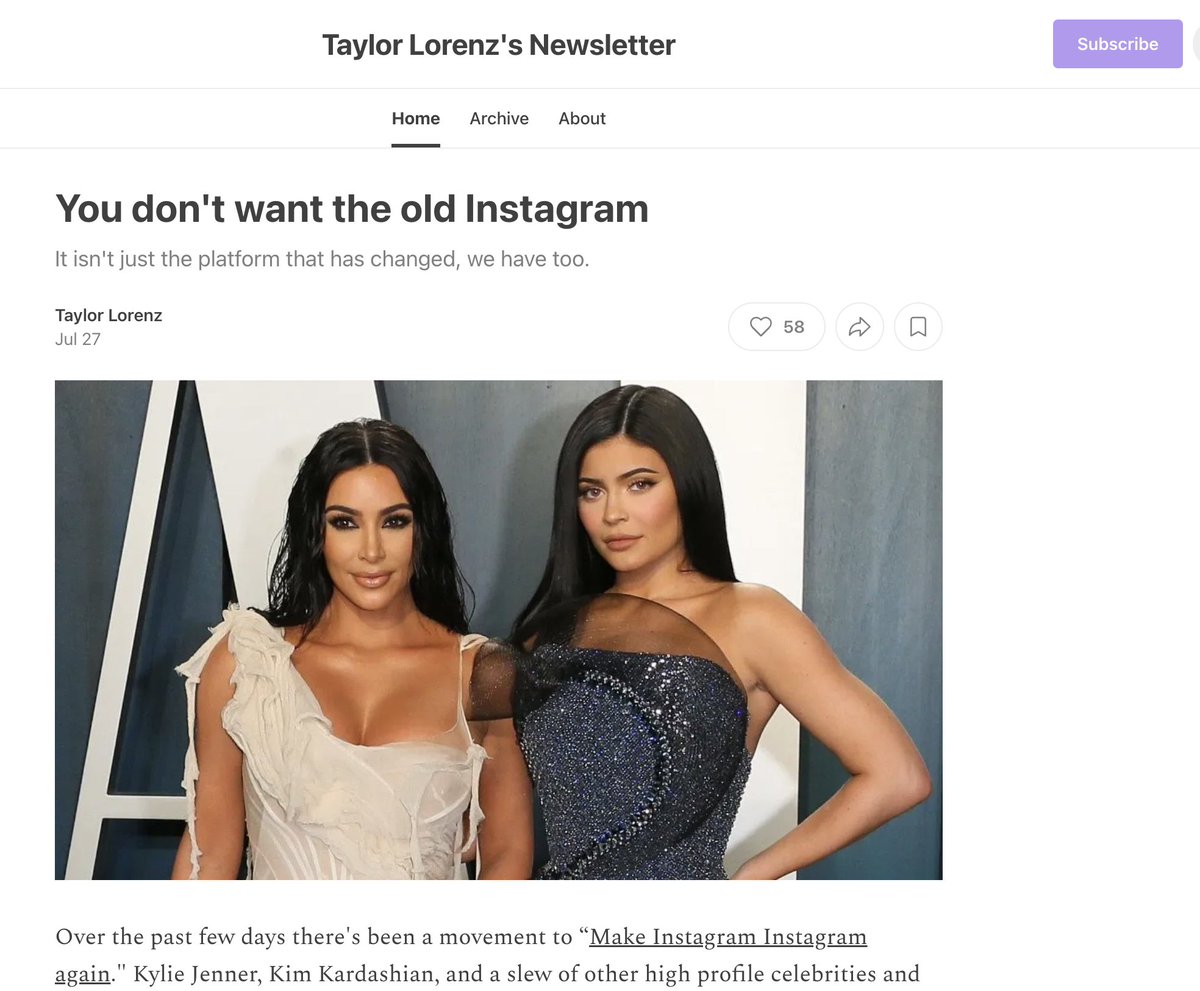 Taylor Lorenz's Newsletter
Subscribe
Home Archive About
You don't want the old Instagram
It isn't just the platform that has changed, we have too.
Taylor Lorenz
Jul 27
58
Over the past few days there's been a movement to “Make Instagram Instagram
again." Kylie Jenner, Kim Kardashian, and a slew of other high profile celebrities and